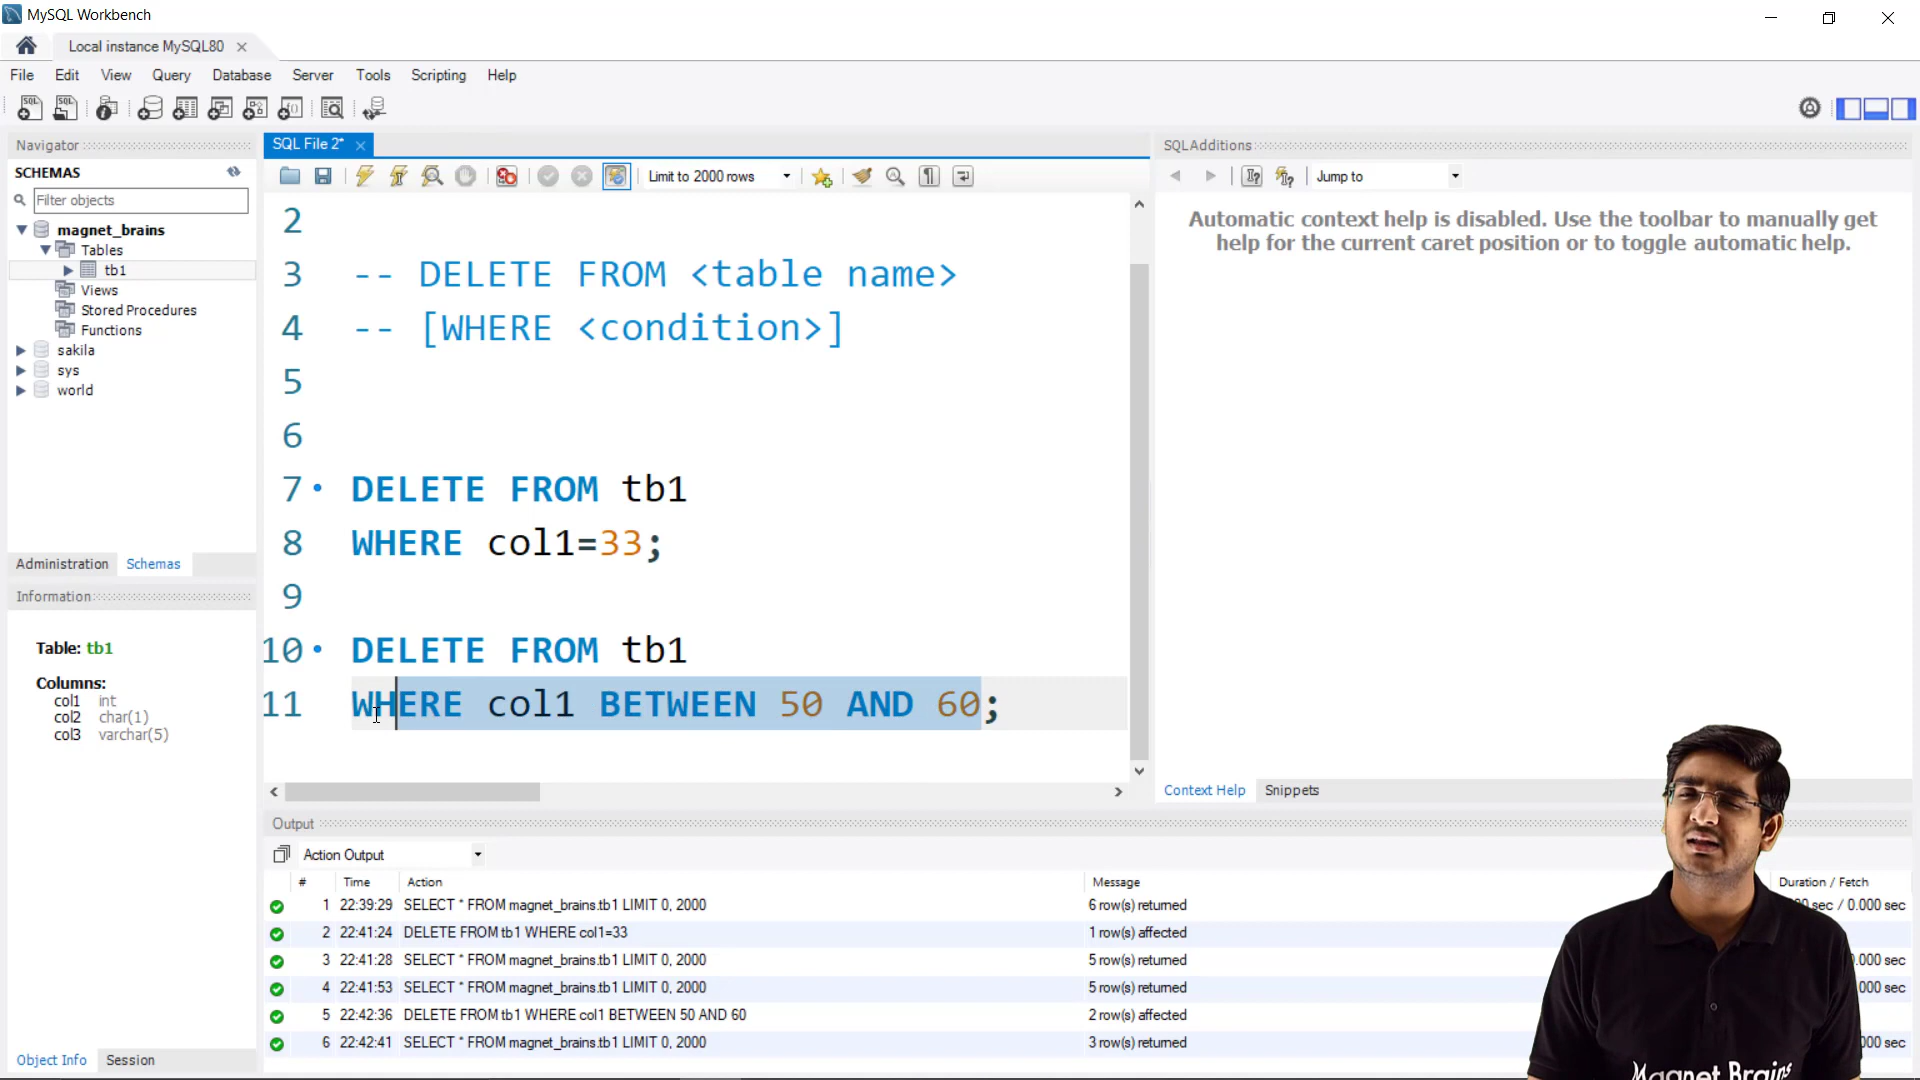 MySQL Workbench
Local instance MySQL80
File Edit View Query Database Server Tools Scripting Help
Navigator
SCHEMAS
Filter objects
magnet_brains
Tables
tb1
Views
Stored Procedures
Functions
sakila
sys
world
Administration Schemas
Information
Table: tb1
Columns:
col1 int
col2 char(1)
col3 varchar(5)
Object Info Session
SQL File 2*
Limit to 2000 rows
2
3 -- DELETE FROM <table name>
4 -- [WHERE <condition>]
5
6
7 DELETE FROM tb1
8 WHERE col1=33;
9
10 DELETE FROM tb1
11 WHERE col1 BETWEEN 50 AND 60;
SQLAdditions
Jump to
Automatic context help is disabled. Use the toolbar to manually get
help for the current caret position or to toggle automatic help.
Context Help Snippets
Output
Action Output
# Time Action Message Duration / Fetch
1 22:39:29 SELECT * FROM magnet_brains.tb1 LIMIT 0, 2000 6 row(s) returned sec / 0.000 sec
2 22:41:24 DELETE FROM tb1 WHERE col1=33 1 row(s) affected
3 22:41:28 SELECT * FROM magnet_brains.tb1 LIMIT 0, 2000 5 row(s) returned .000 sec
4 22:41:53 SELECT * FROM magnet_brains.tb1 LIMIT 0, 2000 5 row(s) returned 000 sec
5 22:42:36 DELETE FROM tb1 WHERE col1 BETWEEN 50 AND 60 2 row(s) affected
6 22:42:41 SELECT * FROM magnet_brains.tb1 LIMIT 0, 2000 3 row(s) returned 000 sec
Magnet Brains